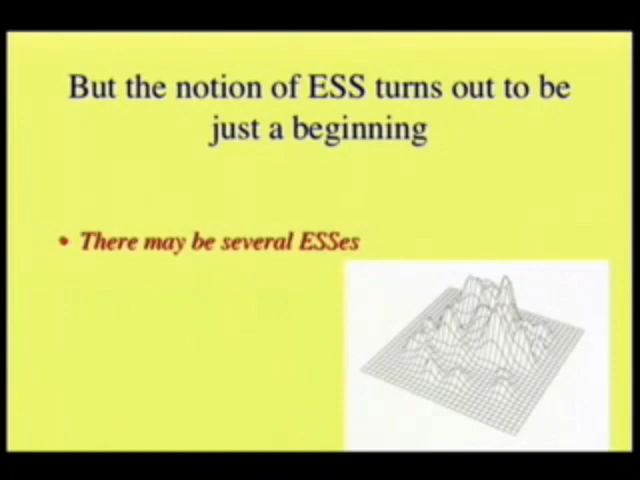 But the notion of ESS turns out to be
just a beginning
• There may be several ESSes